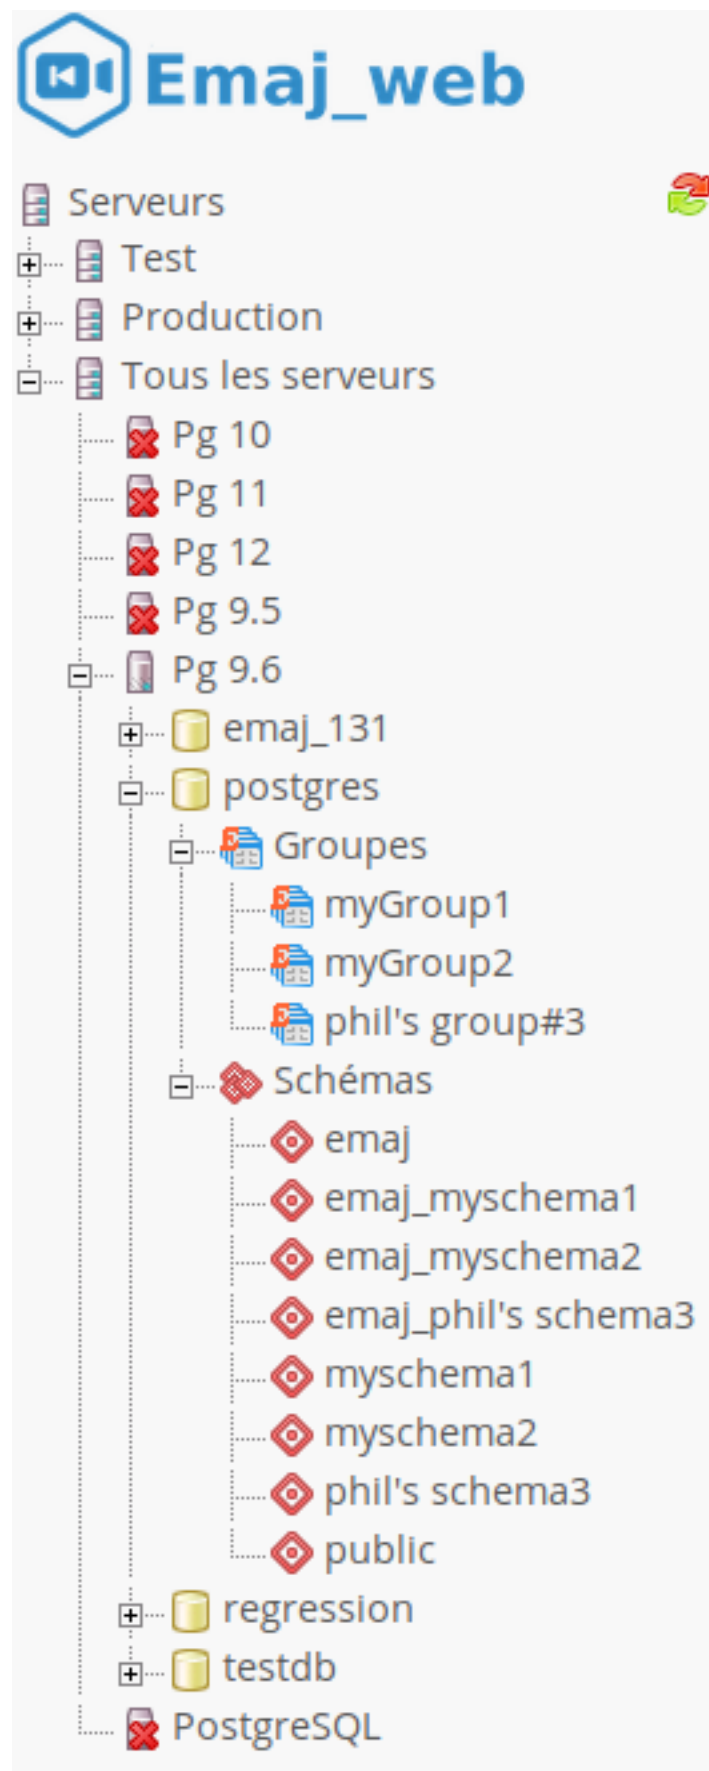 Emaj_web
Serveurs
Test
Production
Tous les serveurs
Pg 10
Pg 11
Pg 12
Pg 9.5
Pg 9.6
emaj_131
postgres
Groupes
myGroup1
myGroup2
phil's group#3
Schémas
emaj
emaj_myschema1
emaj_myschema2
emaj_phil's schema3
myschema1
myschema2
phil's schema3
public
regression
testdb
PostgreSQL